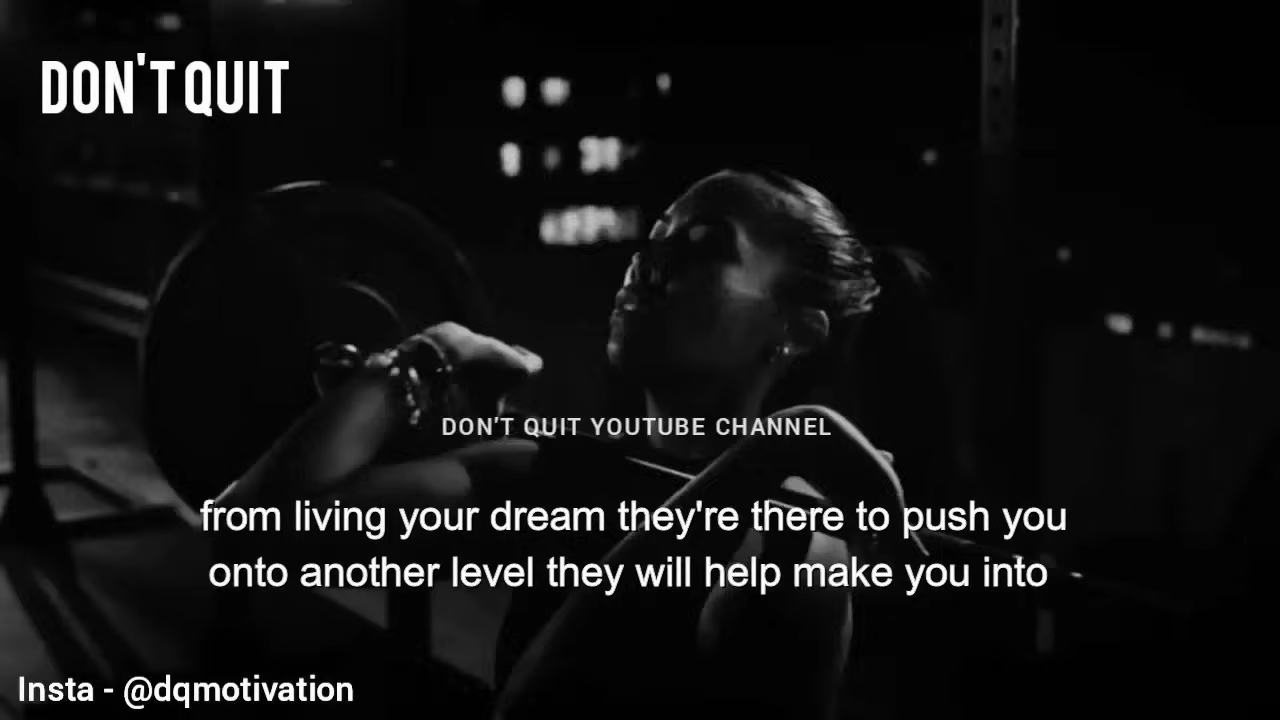 DON'T QUIT
DON'T QUIT YOUTUBE CHANNEL
from living your dream they're there to push you
onto another level they will help make you into
Insta - @dqmotivation